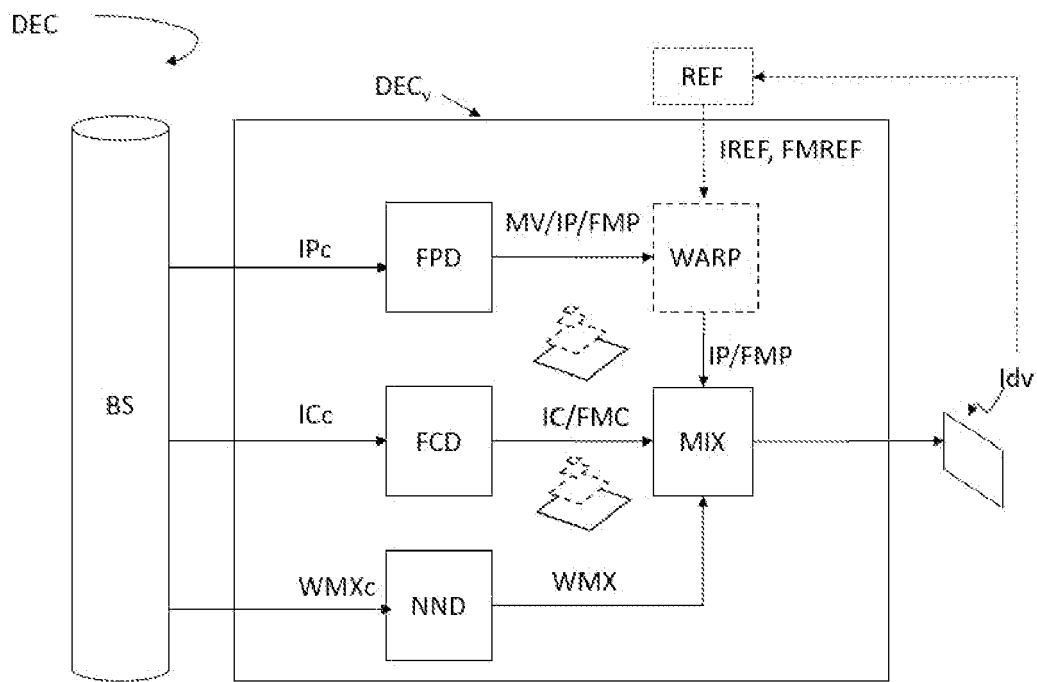 DEC
REF
DECv
IREF, FMREF
MV/IP/FMP
IPc
FPD
WARP
IP/FMP
Idv
BS
ICc
FCD
IC/FMC
MIX
WMXc
NND
WMX